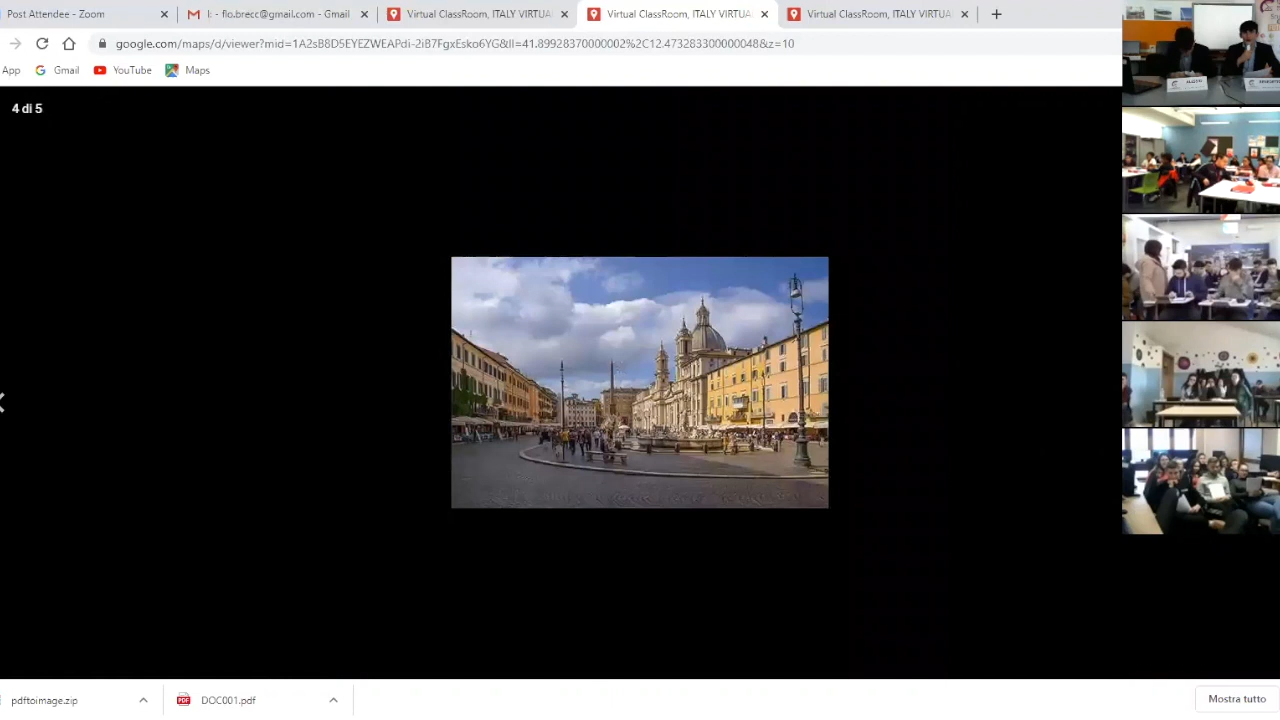 Post Attendee - Zoom
I: - flo.brecc@gmail.com - Gmail
Virtual ClassRoom, ITALY VIRTUA
Virtual ClassRoom, ITALY VIRTUA
Virtual ClassRoom, ITALY VIRTUA
google.com/maps/d/viewer?mid=1A2sB8D5EYEZWEAPdi-2iB7FgxEsko6YG&ll=41.89928870000002%2C12.473283300000048&z=10
App
Gmail
YouTube
Maps
4 di 5
pdftoimage.zip
DOC001.pdf
Mostra tutto